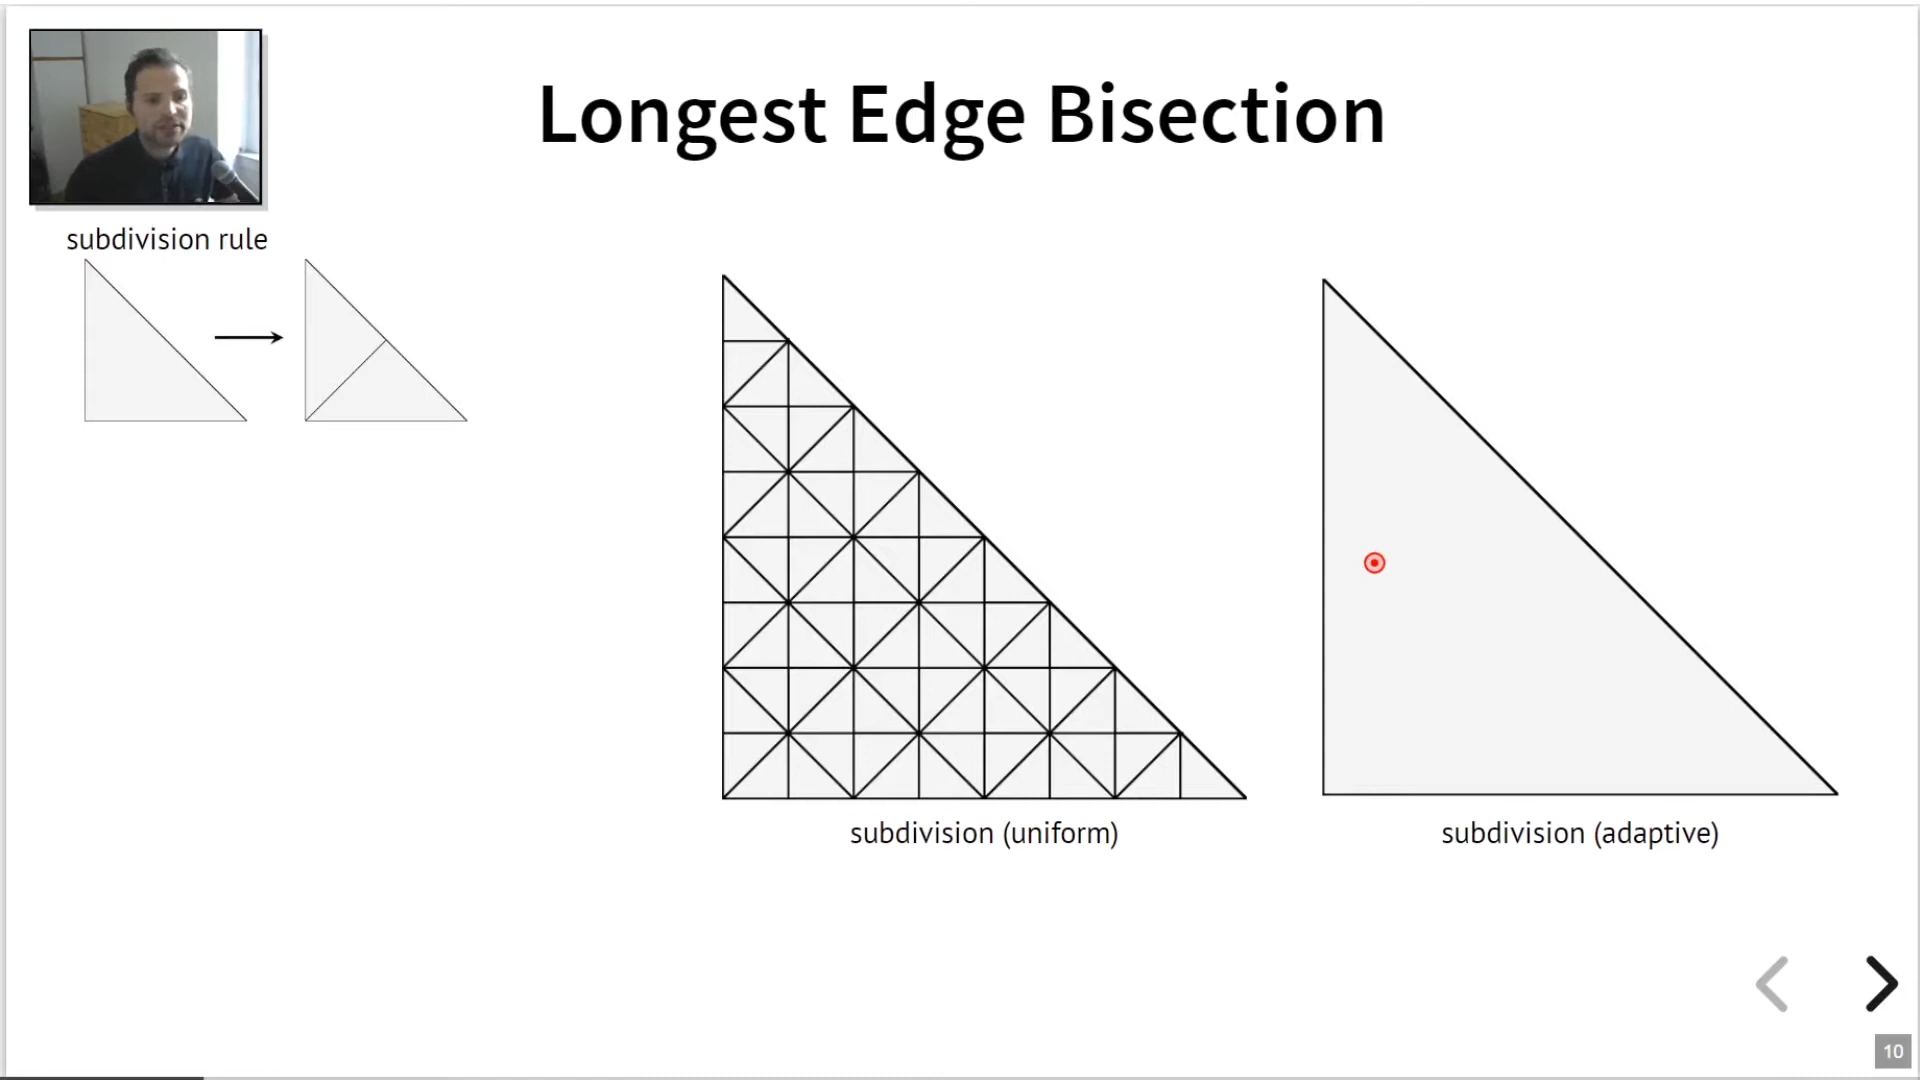 Longest Edge Bisection
subdivision rule
subdivision (uniform)
subdivision (adaptive)
10